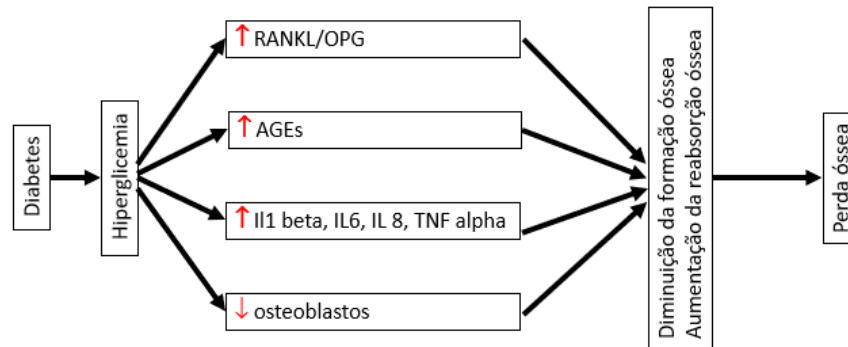 Diabetes
Hiperglicemia
↑ RANKL/OPG
↑ AGEs
↑ Il1 beta, IL6, IL 8, TNF alpha
↓ osteoblastos
Diminuição da formação óssea
Aumentação da reabsorção óssea
Perda óssea